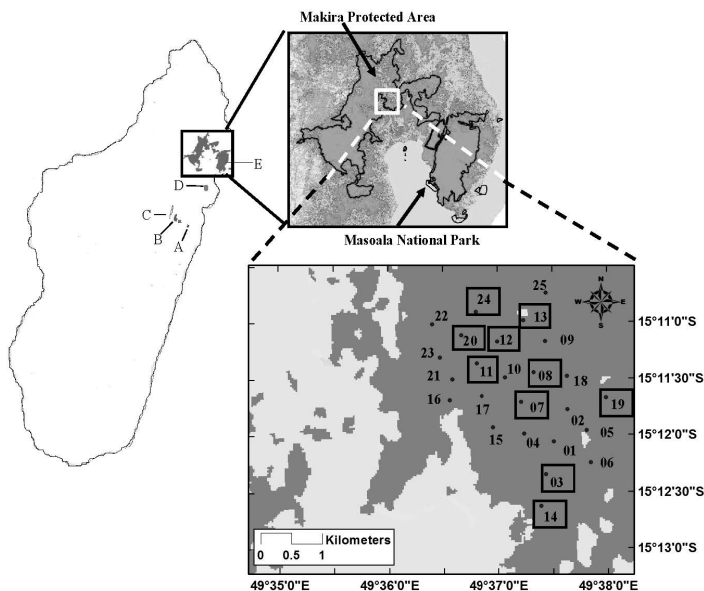 Makira Protected Area
E
D
C
B
A
Masoala National Park
25
N
W E
S
24
13
15°11'0"S
22
20
12
09
23
11
10
08
18
15°11'30"S
21
16
17
07
19
02
15
04
05
15°12'0"S
01
06
03
15°12'30"S
14
Kilometers
0 0.5 1
15°13'0"S
49°35'0"E 49°36'0"E 49°37'0"E 49°38'0"E